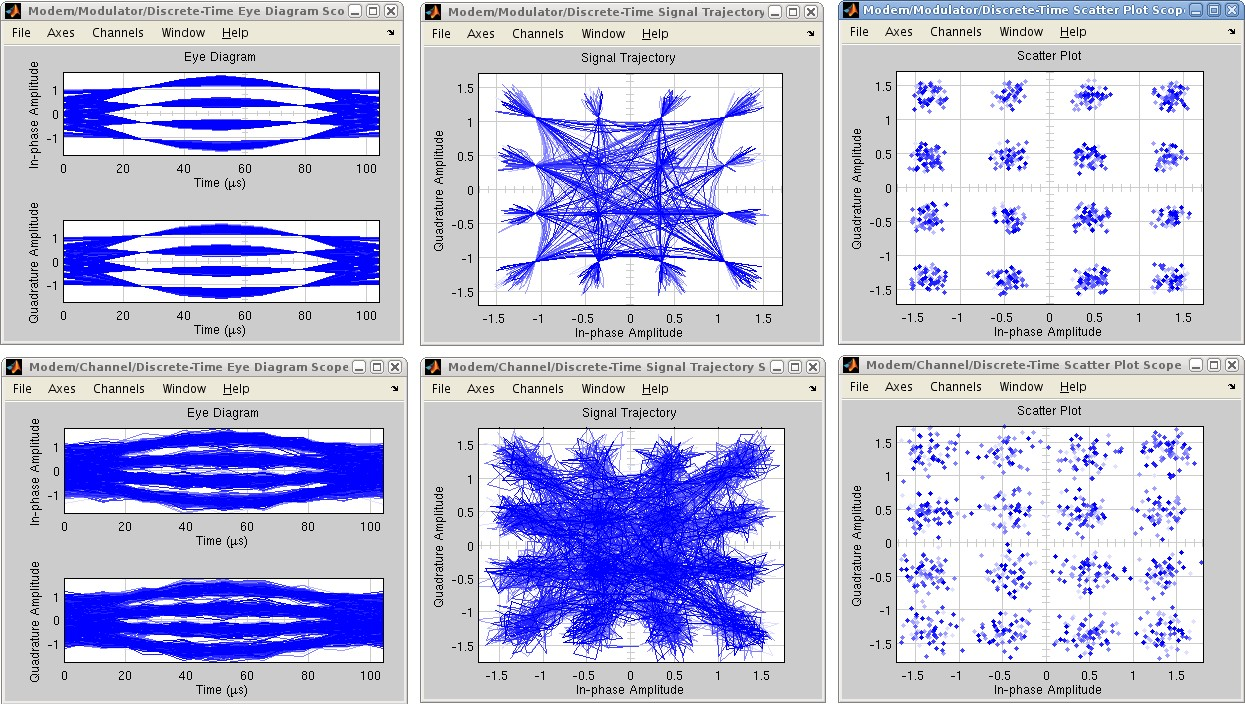 Modem/Modulator/Discrete-Time Eye Diagram Sco
File Axes Channels Window Help
Eye Diagram
In-phase Amplitude
1
0
-1
0 20 40 60 80 100
Time (µs)
Quadrature Amplitude
1
0
-1
0 20 40 60 80 100
Time (µs)
Modem/Modulator/Discrete-Time Signal Trajectory
File Axes Channels Window Help
Signal Trajectory
Quadrature Amplitude
1.5
1
0.5
0
-0.5
-1
-1.5
-1.5 -1 -0.5 0 0.5 1 1.5
In-phase Amplitude
Modem/Modulator/Discrete-Time Scatter Plot Scop
File Axes Channels Window Help
Scatter Plot
Quadrature Amplitude
1.5
1
0.5
0
-0.5
-1
-1.5
-1.5 -1 -0.5 0 0.5 1 1.5
In-phase Amplitude
Modem/Channel/Discrete-Time Eye Diagram Scope
File Axes Channels Window Help
Eye Diagram
In-phase Amplitude
1
0
-1
0 20 40 60 80 100
Time (µs)
Quadrature Amplitude
1
0
-1
0 20 40 60 80 100
Time (µs)
Modem/Channel/Discrete-Time Signal Trajectory S
File Axes Channels Window Help
Signal Trajectory
Quadrature Amplitude
1.5
1
0.5
0
-0.5
-1
-1.5
-1.5 -1 -0.5 0 0.5 1 1.5
In-phase Amplitude
Modem/Channel/Discrete-Time Scatter Plot Scope
File Axes Channels Window Help
Scatter Plot
Quadrature Amplitude
1.5
1
0.5
0
-0.5
-1
-1.5
-1.5 -1 -0.5 0 0.5 1 1.5
In-phase Amplitude